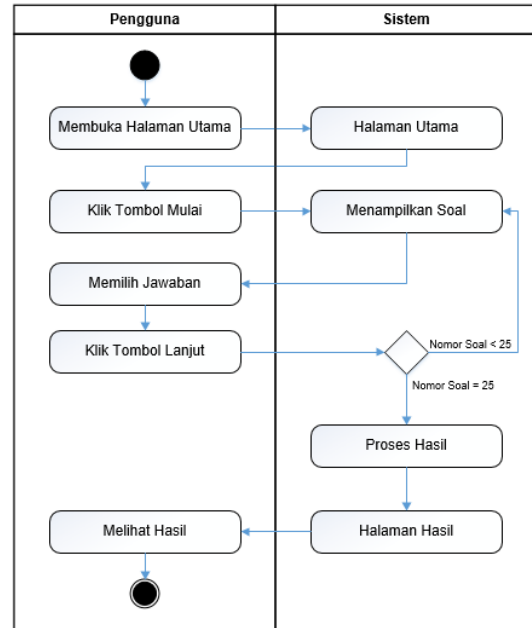 Pengguna
Sistem
Membuka Halaman Utama
Halaman Utama
Klik Tombol Mulai
Menampilkan Soal
Memilih Jawaban
Klik Tombol Lanjut
Nomor Soal < 25
Nomor Soal = 25
Proses Hasil
Melihat Hasil
Halaman Hasil